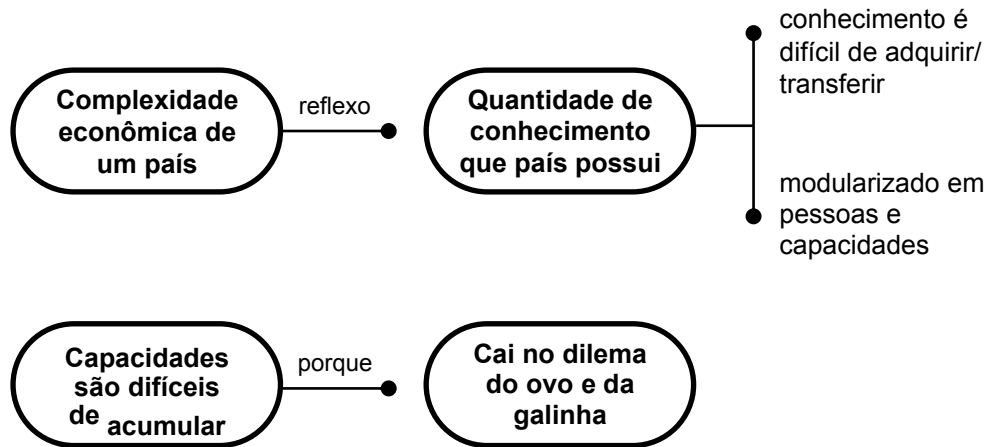 Complexidade
econômica de
um país
reflexo
Quantidade de
conhecimento
que país possui
conhecimento é
difícil de adquirir/
transferir
modularizado em
pessoas e
capacidades
Capacidades
são difíceis
de acumular
porque
Cai no dilema
do ovo e da
galinha